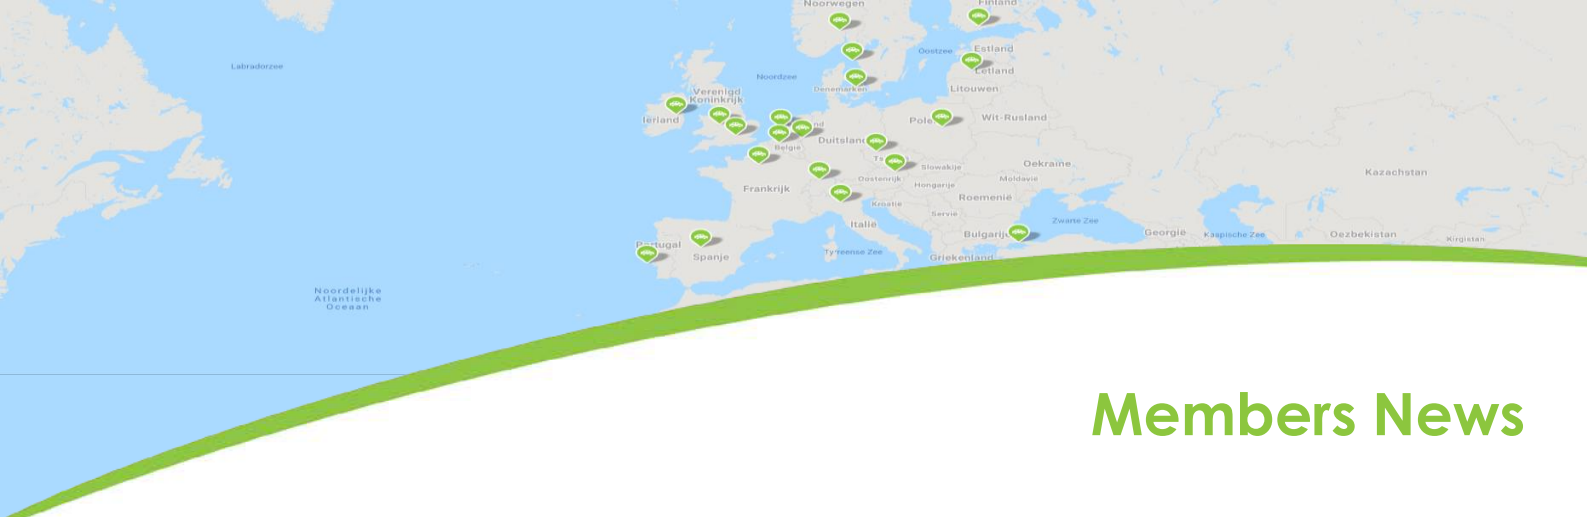 Noorwegen
Finland
Labradorzee
Oostzee
Estland
Letland
Noordzee
Denemarken
Litouwen
Verenigd
Koninkrijk
Ierland
Wit-Rusland
Duitsland
België
Slowakije
Oekraïne
Kazachstan
Frankrijk
Oostenrijk
Moldavië
Hongarije
Roemenië
Kroatië
Servië
Italië
Zwarte Zee
Bulgarije
Georgië
Kaspische Zee
Oezbekistan
Kirgistan
Portugal
Spanje
Tyrreense Zee
Griekenland
Noordelijke
Atlantische
Oceaan
Members News